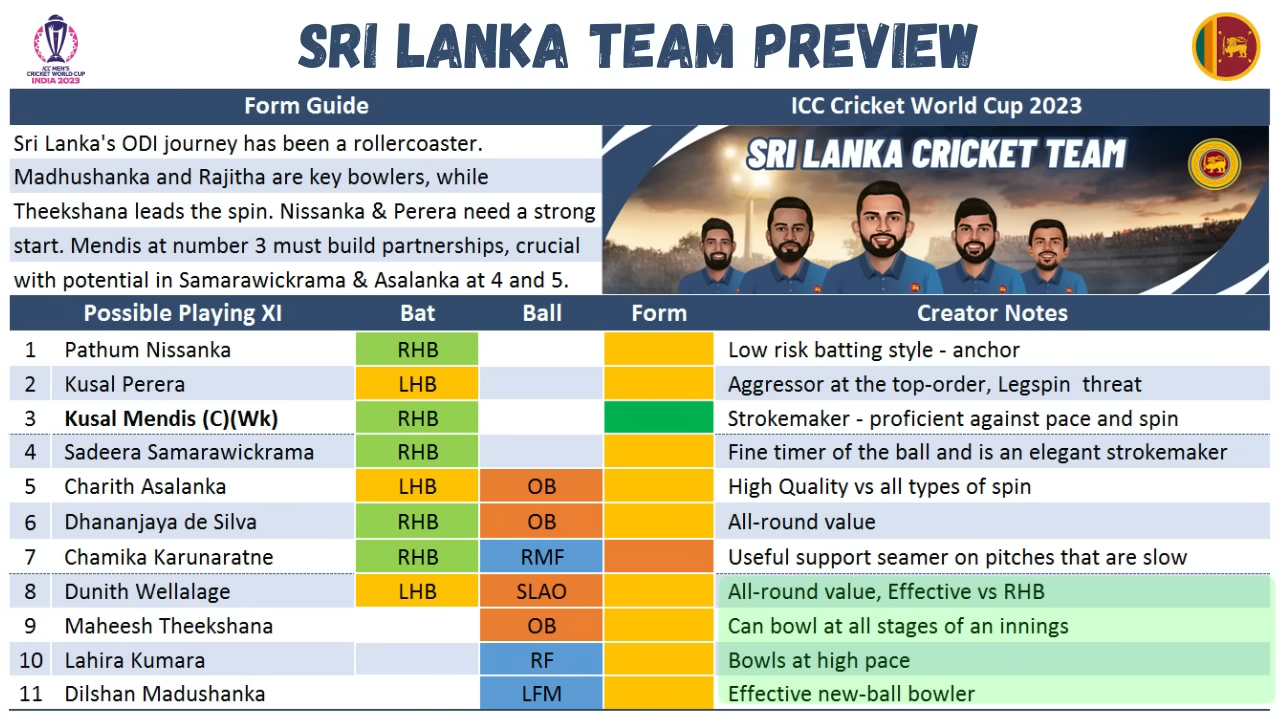 SRI LANKA TEAM PREVIEW
ICC MEN'S
CRICKET WORLD CUP
INDIA 2023
Form Guide
ICC Cricket World Cup 2023
Sri Lanka's ODI journey has been a rollercoaster.
Madhushanka and Rajitha are key bowlers, while
Theekshana leads the spin. Nissanka & Perera need a strong
start. Mendis at number 3 must build partnerships, crucial
with potential in Samarawickrama & Asalanka at 4 and 5.
SRI LANKA CRICKET TEAM
Possible Playing XI Bat Ball Form Creator Notes
1 Pathum Nissanka RHB Low risk batting style - anchor
2 Kusal Perera LHB Aggressor at the top-order, Legspin  threat
3 Kusal Mendis (C)(Wk) RHB Strokemaker - proficient against pace and spin
4 Sadeera Samarawickrama RHB Fine timer of the ball and is an elegant strokemaker
5 Charith Asalanka LHB OB High Quality vs all types of spin
6 Dhananjaya de Silva RHB OB All-round value
7 Chamika Karunaratne RHB RMF Useful support seamer on pitches that are slow
8 Dunith Wellalage LHB SLAO All-round value, Effective vs RHB
9 Maheesh Theekshana OB Can bowl at all stages of an innings
10 Lahira Kumara RF Bowls at high pace
11 Dilshan Madushanka LFM Effective new-ball bowler